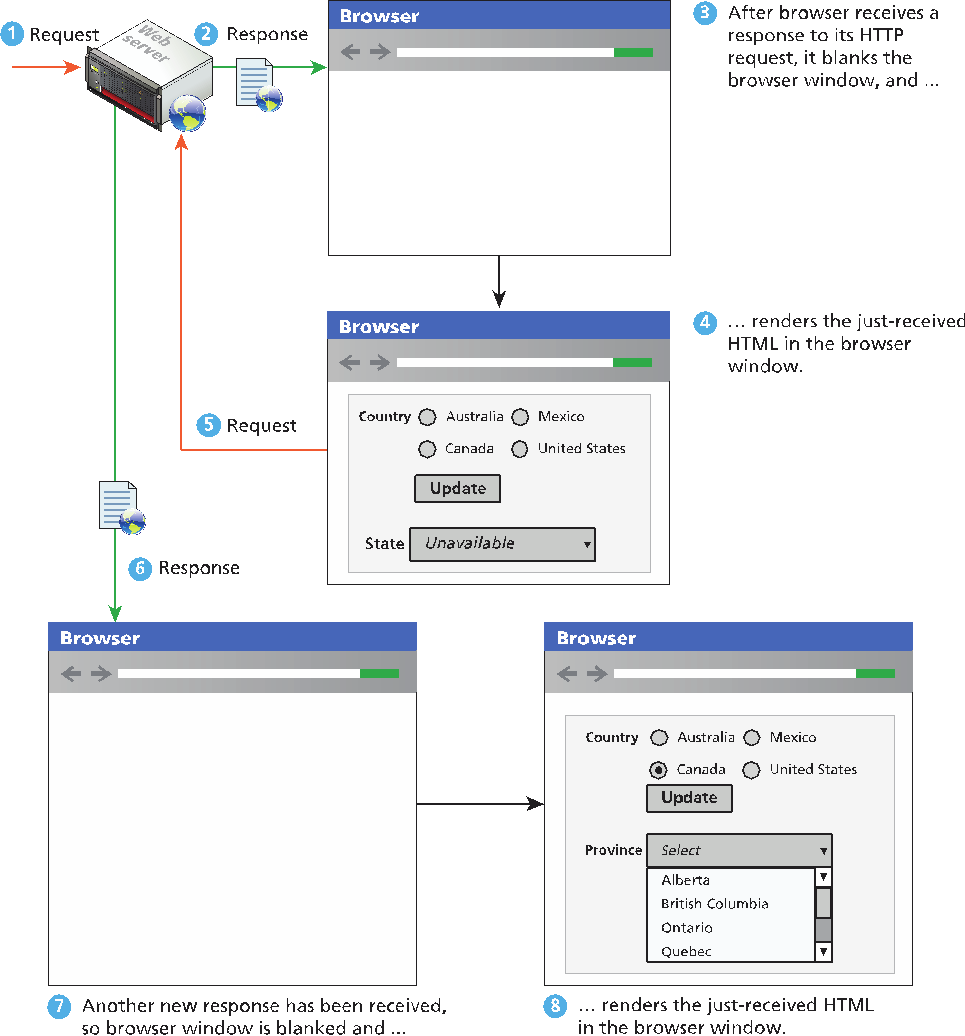 1 Request
Web
server
2 Response
Browser
3 After browser receives a
response to its HTTP
request, it blanks the
browser window, and ...
Browser
4 ... renders the just-received
HTML in the browser
window.
Country Australia Mexico
Canada United States
Update
State Unavailable
5 Request
6 Response
Browser
7 Another new response has been received,
so browser window is blanked and ...
Browser
Country Australia Mexico
Canada United States
Update
Province Select
Alberta
British Columbia
Ontario
Quebec
8 ... renders the just-received HTML
in the browser window.